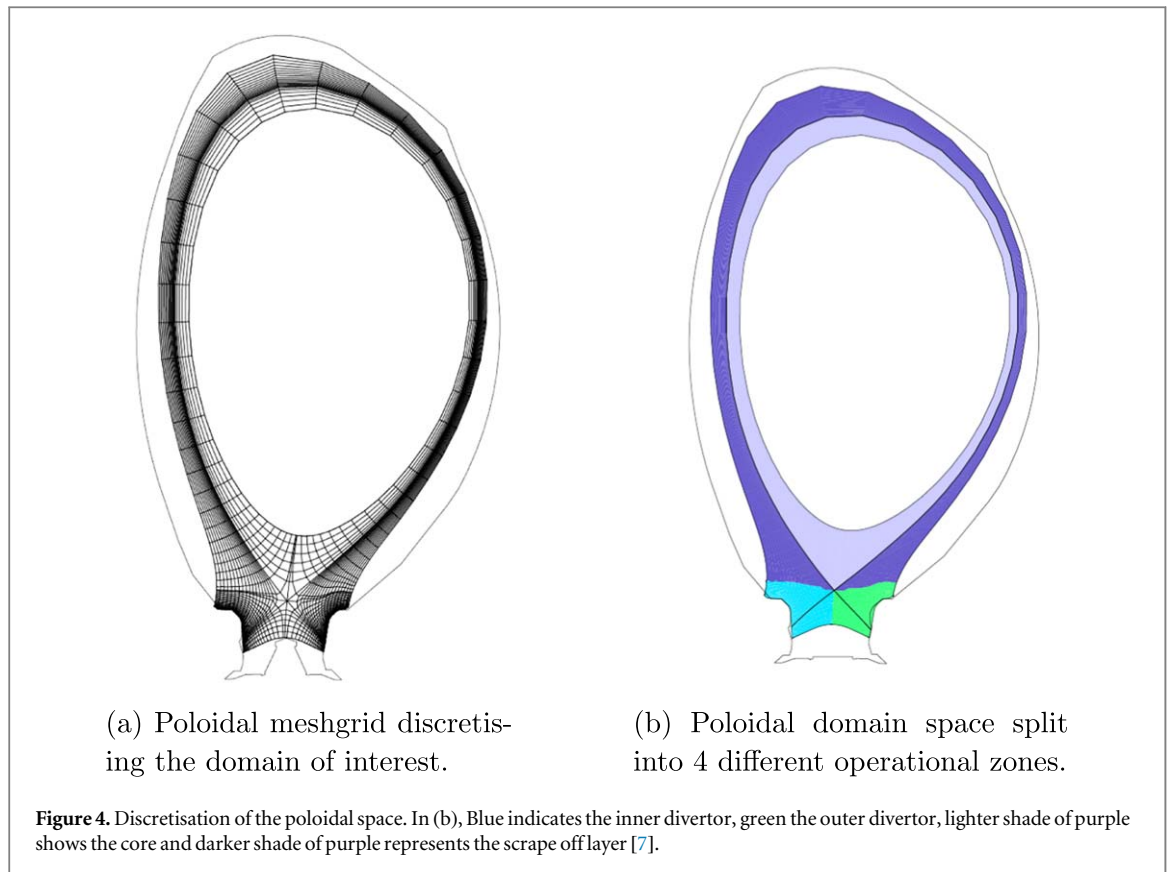 (a) Poloidal meshgrid discretis-
ing the domain of interest.
(b) Poloidal domain space split
into 4 different operational zones.
Figure 4. Discretisation of the poloidal space. In (b), Blue indicates the inner divertor, green the outer divertor, lighter shade of purple
shows the core and darker shade of purple represents the scrape off layer [7].